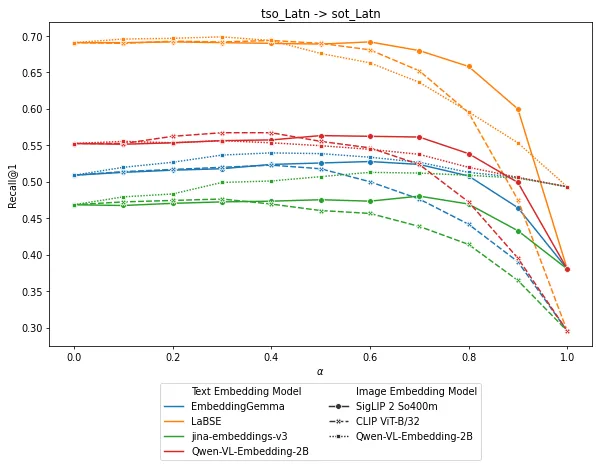 tso_Latn -> sot_Latn
Recall@1
0.70
0.65
0.60
0.55
0.50
0.45
0.40
0.35
0.30
0.0 0.2 0.4 0.6 0.8 1.0
α
Text Embedding Model
EmbeddingGemma
LaBSE
jina-embeddings-v3
Qwen-VL-Embedding-2B
Image Embedding Model
SigLIP 2 So400m
CLIP ViT-B/32
Qwen-VL-Embedding-2B